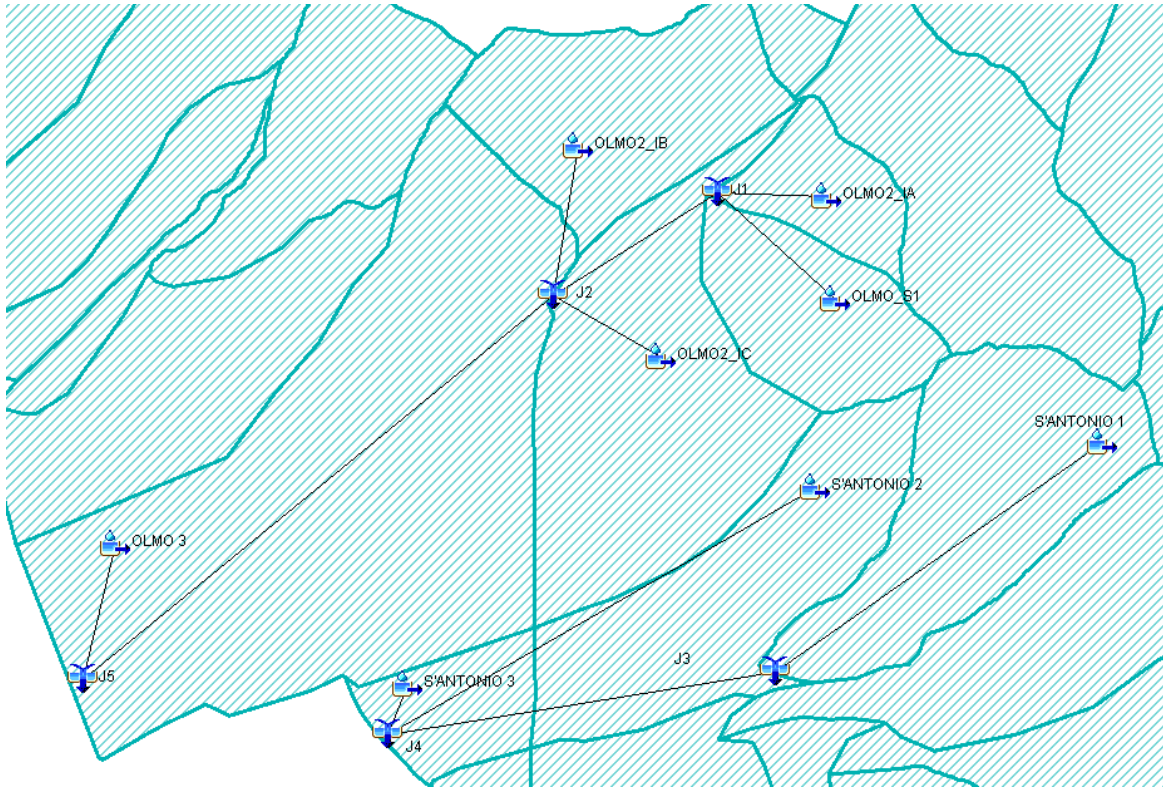 OLMO2_IB
J1
OLMO2_IA
J2
OLMO_S1
OLMO2_IC
S'ANTONIO 1
S'ANTONIO 2
OLMO 3
J3
J5
S'ANTONIO 3
J4